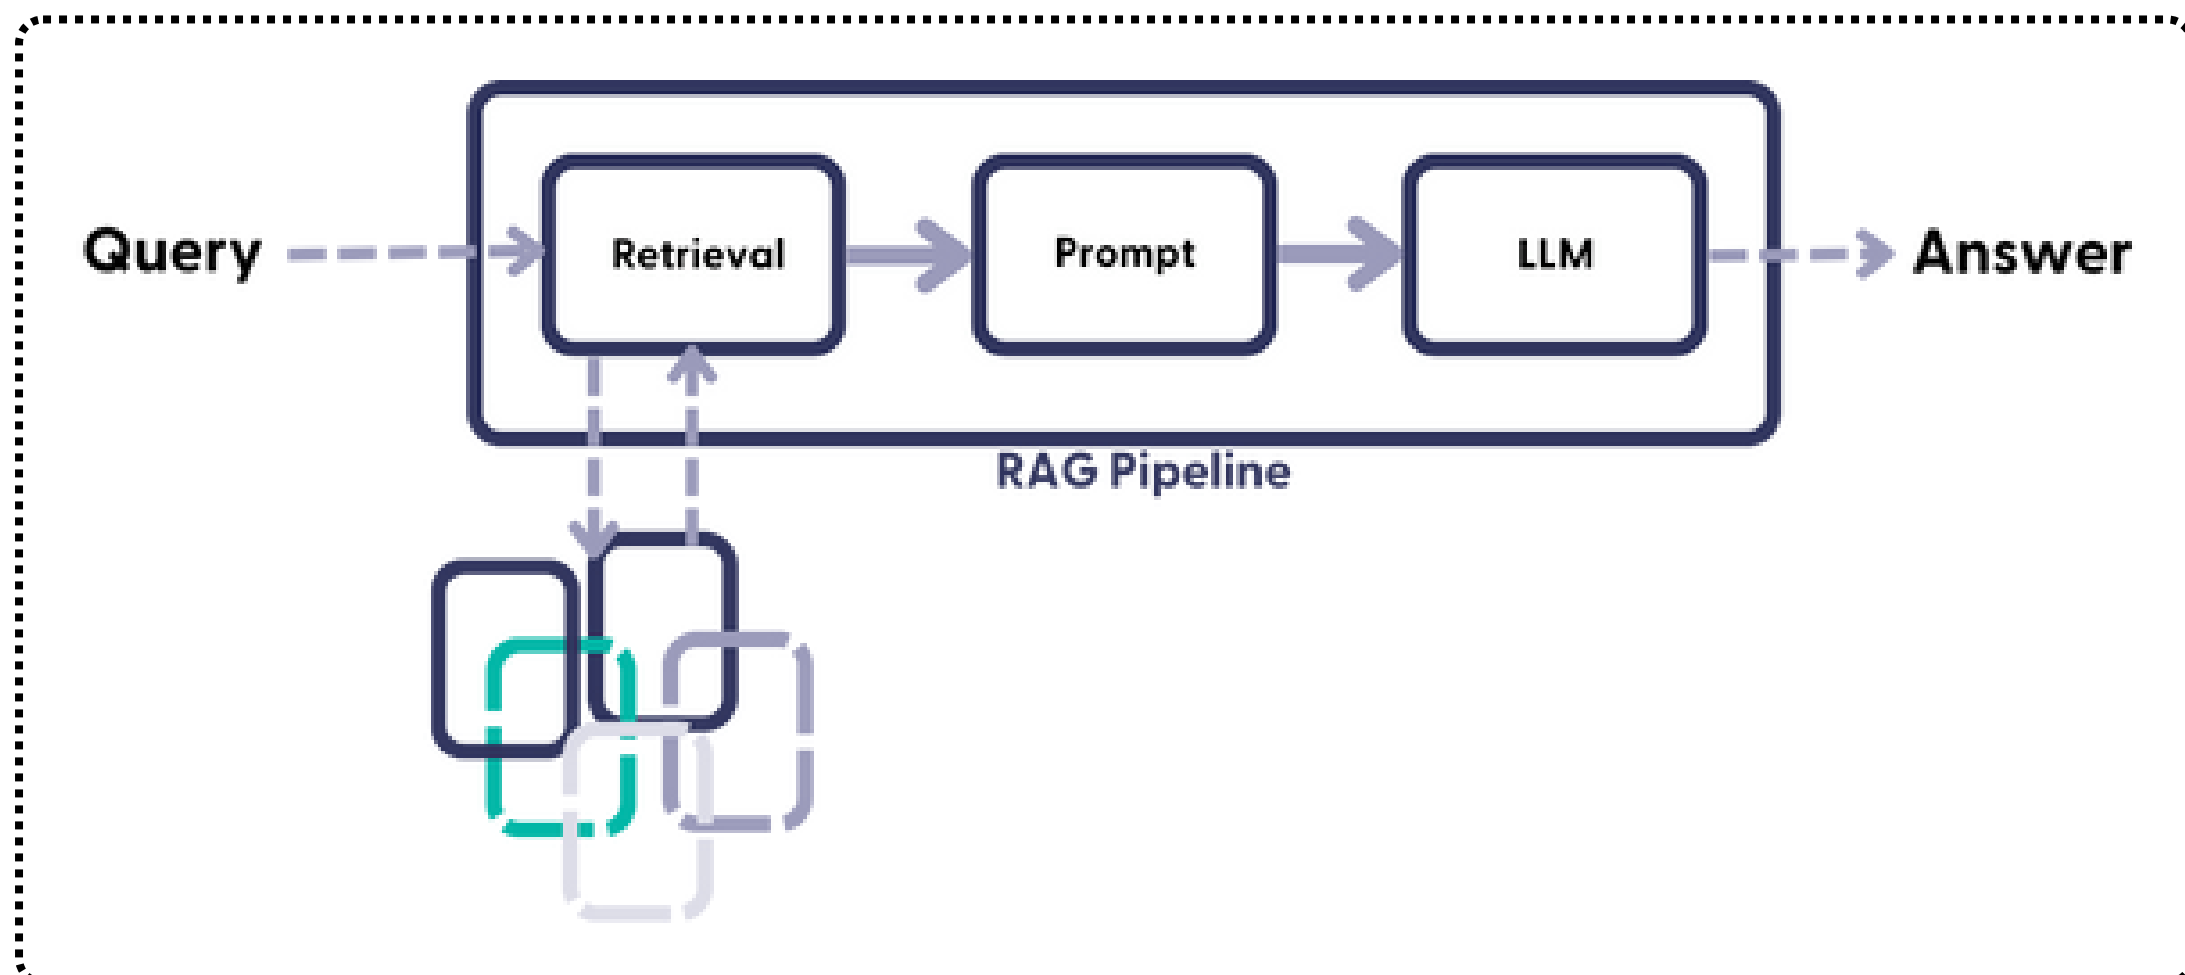 Query
Retrieval
Prompt
LLM
Answer
RAG Pipeline